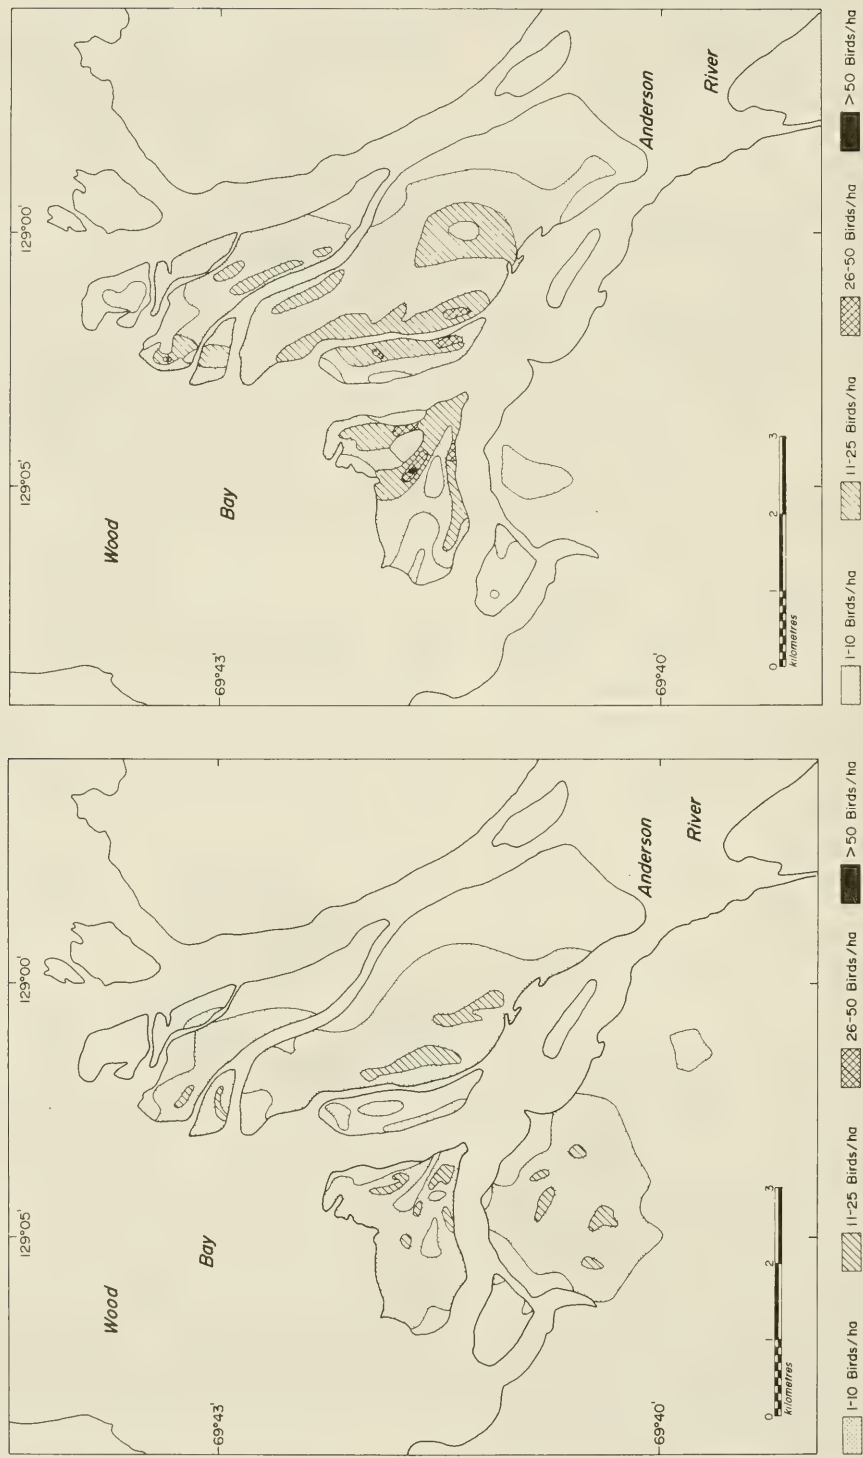 Wood
Bay
Anderson
River
129°05'
129°00'
69°43'
69°40'
0 1 2 3
kilometres
1-10 Birds/ha
11-25 Birds/ha
26-50 Birds/ha
>50 Birds/ha
Wood
Bay
Anderson
River
129°05'
129°00'
69°43'
69°40'
0 1 2 3
kilometres
1-10 Birds/ha
11-25 Birds/ha
26-50 Birds/ha
>50 Birds/ha